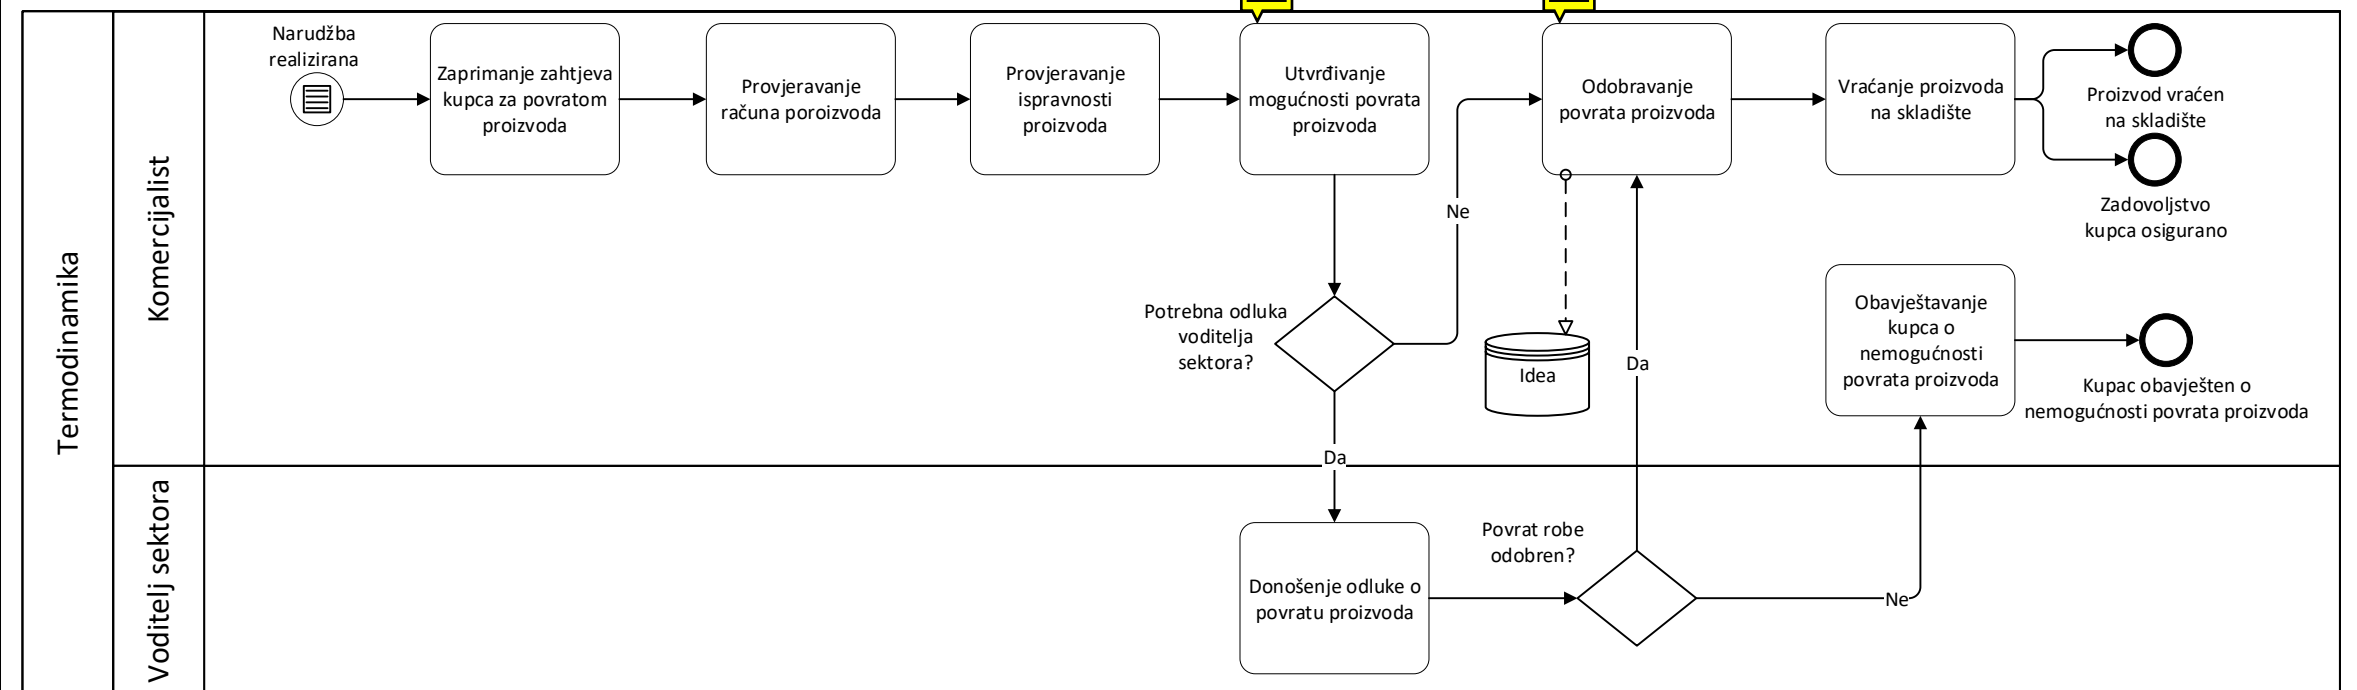 Termodinamika
Komercijalist
Narudžba
realizirana
Zaprimanje zahtjeva
kupca za povratom
proizvoda
Provjeravanje
računa poroizvoda
Provjeravanje
ispravnosti
proizvoda
Utvrđivanje
mogućnosti povrata
proizvoda
Odobravanje
povrata proizvoda
Vraćanje proizvoda
na skladište
Proizvod vraćen
na skladište
Zadovoljstvo
kupca osigurano
Ne
Potrebna odluka
voditelja
sektora?
Idea
Da
Obavještavanje
kupca o
nemogućnosti
povrata proizvoda
Kupac obavješten o
nemogućnosti povrata proizvoda
Da
Voditelj sektora
Donošenje odluke o
povratu proizvoda
Povrat robe
odobren?
Ne